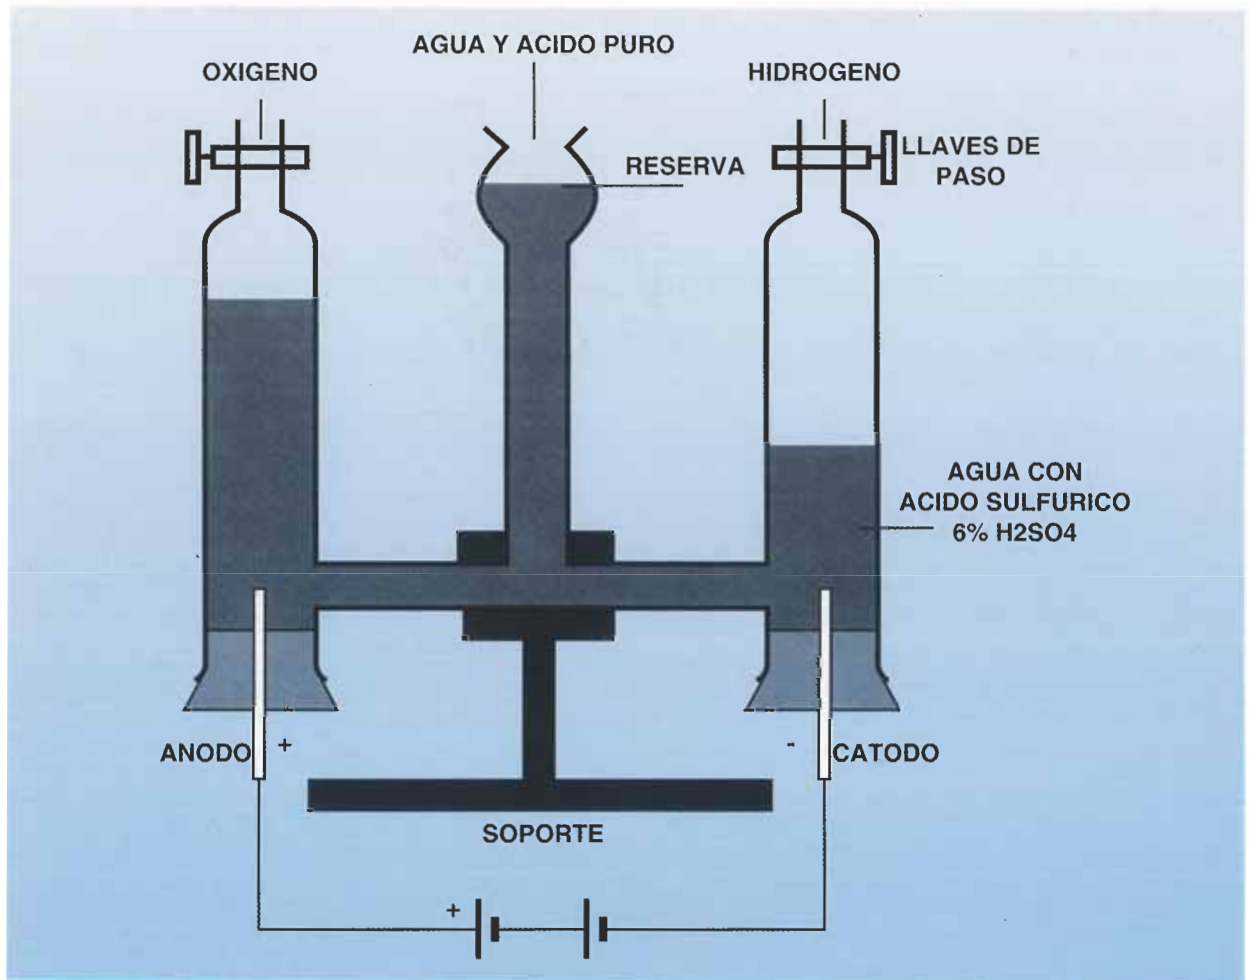 AGUA Y ACIDO PURO
OXIGENO
HIDROGENO
RESERVA
LLAVES DE
PASO
AGUA CON
ACIDO SULFURICO
6% H2SO4
ANODO +
- CATODO
SOPORTE
+